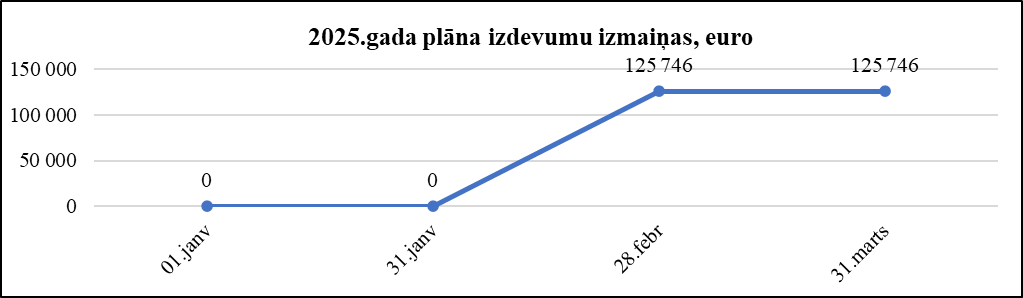 2025.gada plāna izdevumu izmaiņas, euro
150 000
100 000
50 000
0
0
0
125 746
125 746
01.janv
31.janv
28.febr
31.marts